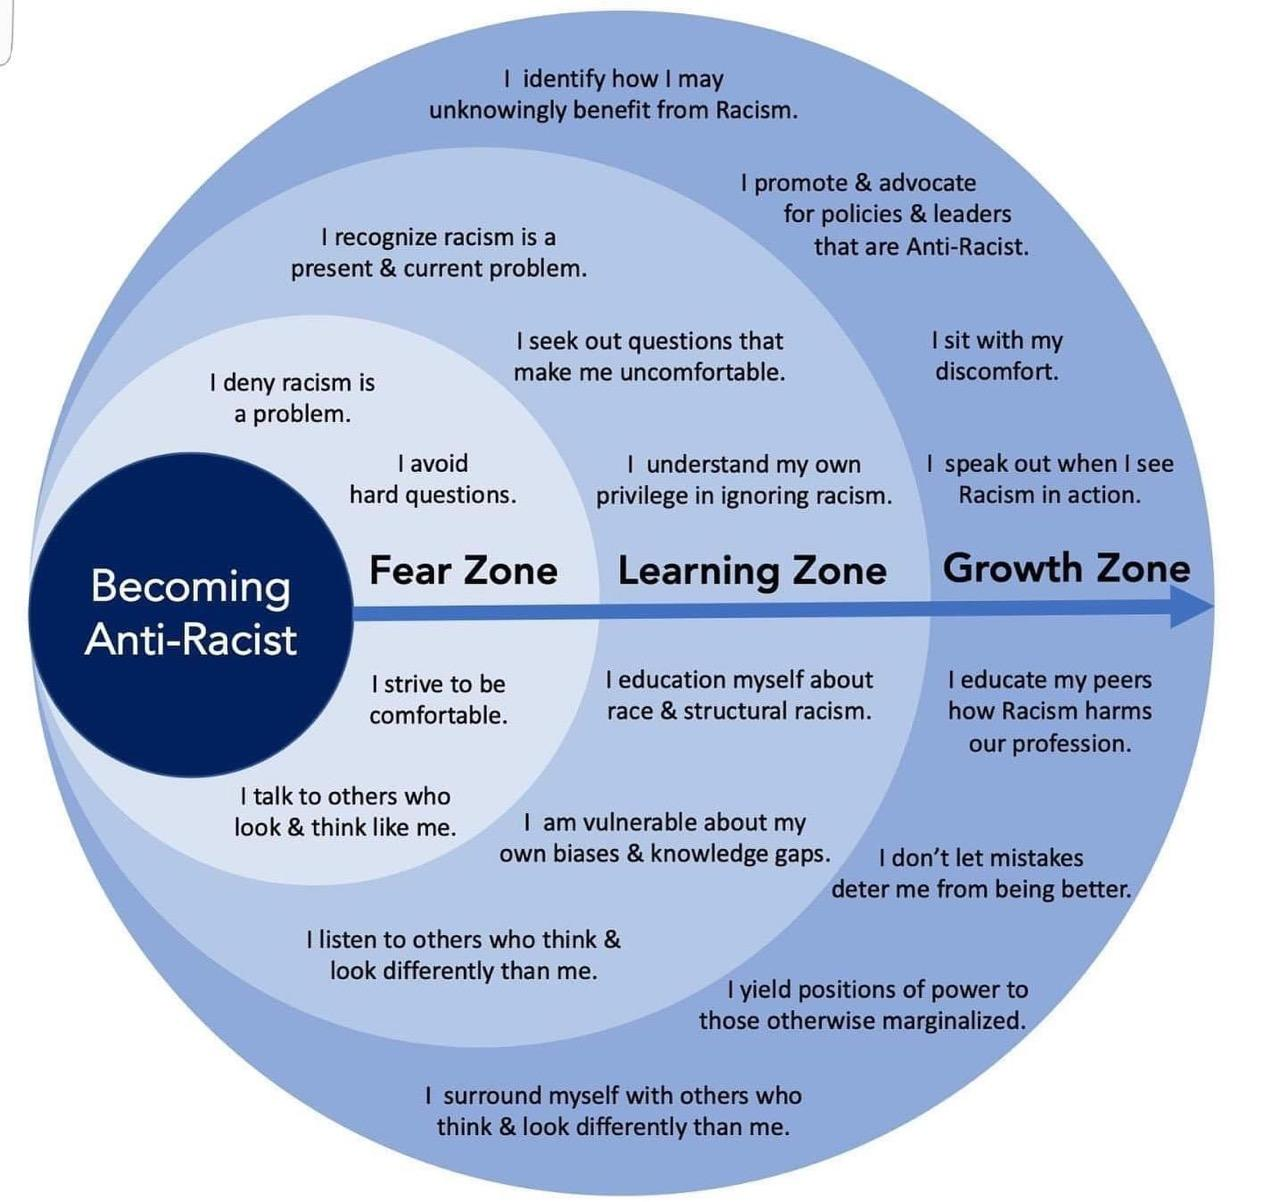 I identify how I may
unknowingly benefit from Racism.
I promote & advocate
for policies & leaders
that are Anti-Racist.
I recognize racism is a
present & current problem.
I seek out questions that
make me uncomfortable.
I sit with my
discomfort.
I deny racism is
a problem.
I avoid
hard questions.
I understand my own
privilege in ignoring racism.
I speak out when I see
Racism in action.
Becoming
Anti-Racist
Fear Zone
Learning Zone
Growth Zone
I strive to be
comfortable.
I education myself about
race & structural racism.
I educate my peers
how Racism harms
our profession.
I talk to others who
look & think like me.
I am vulnerable about my
own biases & knowledge gaps.
I don’t let mistakes
deter me from being better.
I listen to others who think &
look differently than me.
I yield positions of power to
those otherwise marginalized.
I surround myself with others who
think & look differently than me.